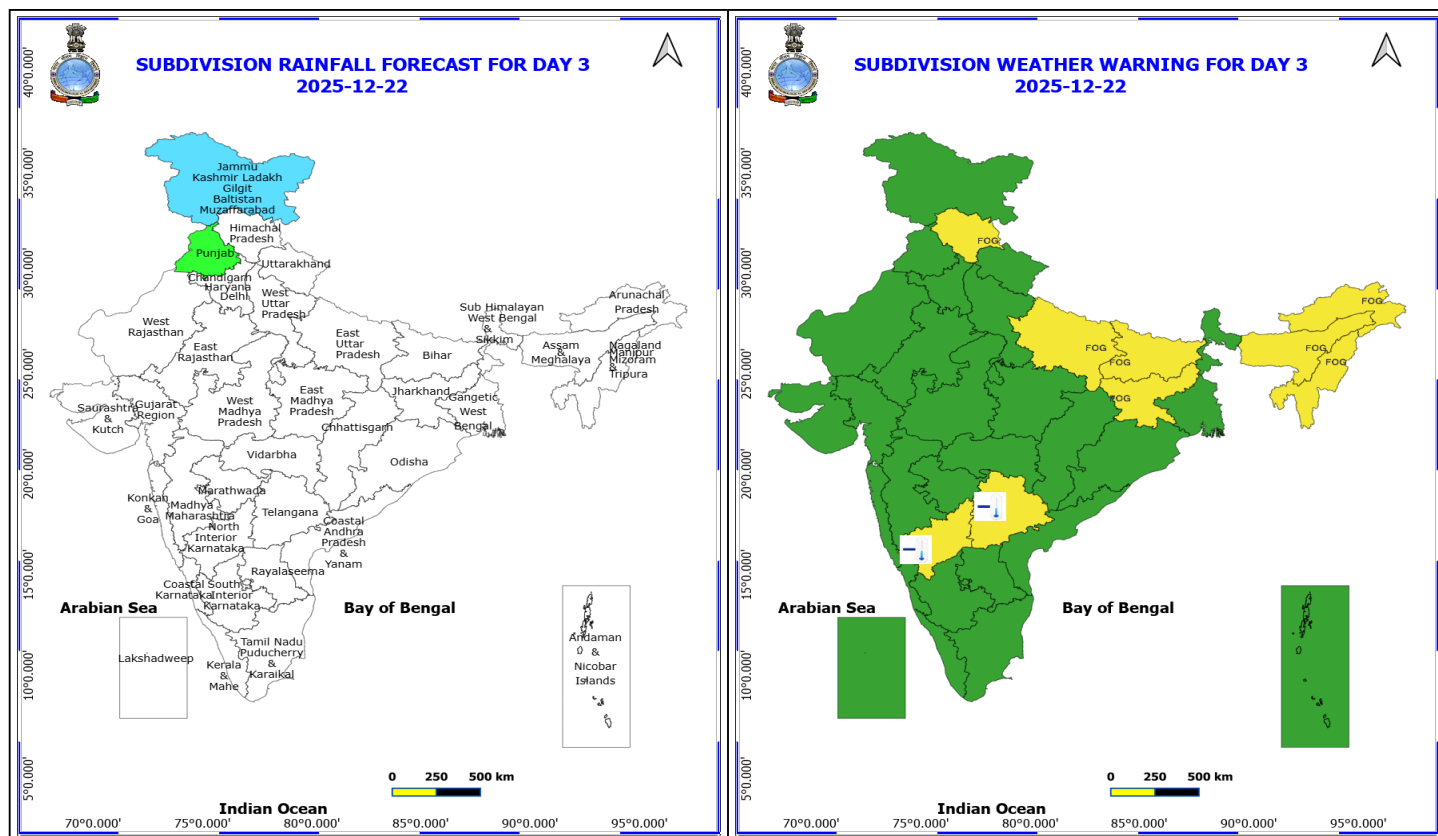 SUBDIVISION RAINFALL FORECAST FOR DAY 3
2025-12-22
40°0.000'
35°0.000'
30°0.000'
25°0.000'
20°0.000'
15°0.000'
10°0.000'
5°0.000'
Jammu
Kashmir Ladakh
Gilgit
Baltistan
Muzaffarabad
Himachal
Pradesh
Punjab
Uttarakhand
Chandigarh
Haryana
Delhi
West
Uttar
Pradesh
Arunachal
Pradesh
Sub Himalayan
West Bengal
&
Sikkim
West
Rajasthan
East
Rajasthan
East
Uttar
Pradesh
Bihar
Assam
&
Meghalaya
Nagaland
Manipur
Mizoram
&
Tripura
Saurashtra
&
Kutch
Gujarat
Region
West
Madhya
Pradesh
East
Madhya
Pradesh
Jharkhand
Gangetic
West
Bengal
Chhattisgarh
Vidarbha
Odisha
Konkan
&
Goa
Madhya
Maharashtra
Marathwada
Telangana
North
Interior
Karnataka
Coastal
Andhra
Pradesh
&
Yanam
Rayalaseema
Coastal
Karnataka
South
Interior
Karnataka
Arabian Sea
Bay of Bengal
Lakshadweep
Kerala
&
Mahe
Tamil Nadu
Puducherry
&
Karaikal
Andaman
&
Nicobar
Islands
0 250 500 km
Indian Ocean
70°0.000' 75°0.000' 80°0.000' 85°0.000' 90°0.000' 95°0.000'
SUBDIVISION WEATHER WARNING FOR DAY 3
2025-12-22
40°0.000'
35°0.000'
30°0.000'
25°0.000'
20°0.000'
15°0.000'
10°0.000'
5°0.000'
FOG
FOG
FOG
FOG
FOG
FOG
FOG
Arabian Sea
Bay of Bengal
0 250 500 km
Indian Ocean
70°0.000' 75°0.000' 80°0.000' 85°0.000' 90°0.000' 95°0.000'